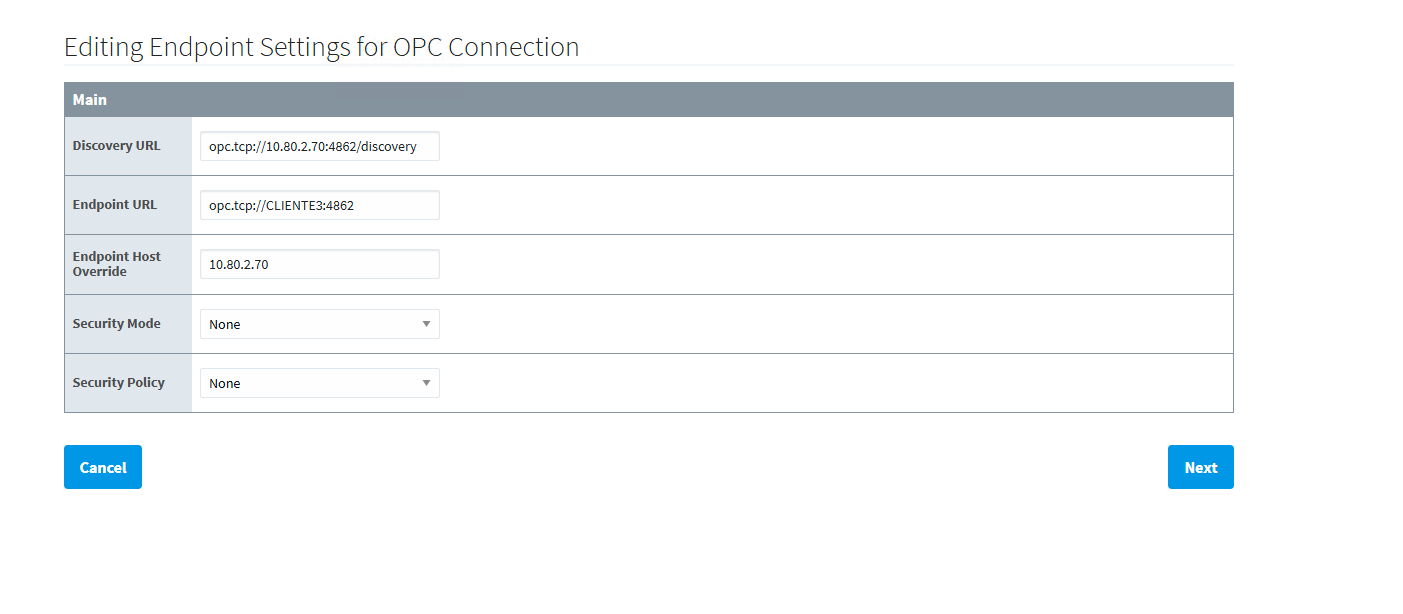 Editing Endpoint Settings for OPC Connection
Main
Discovery URL
opc.tcp://10.80.2.70:4862/discovery
Endpoint URL
opc.tcp://CLIENTE3:4862
Endpoint Host
Override
10.80.2.70
Security Mode
None
Security Policy
None
Cancel
Next